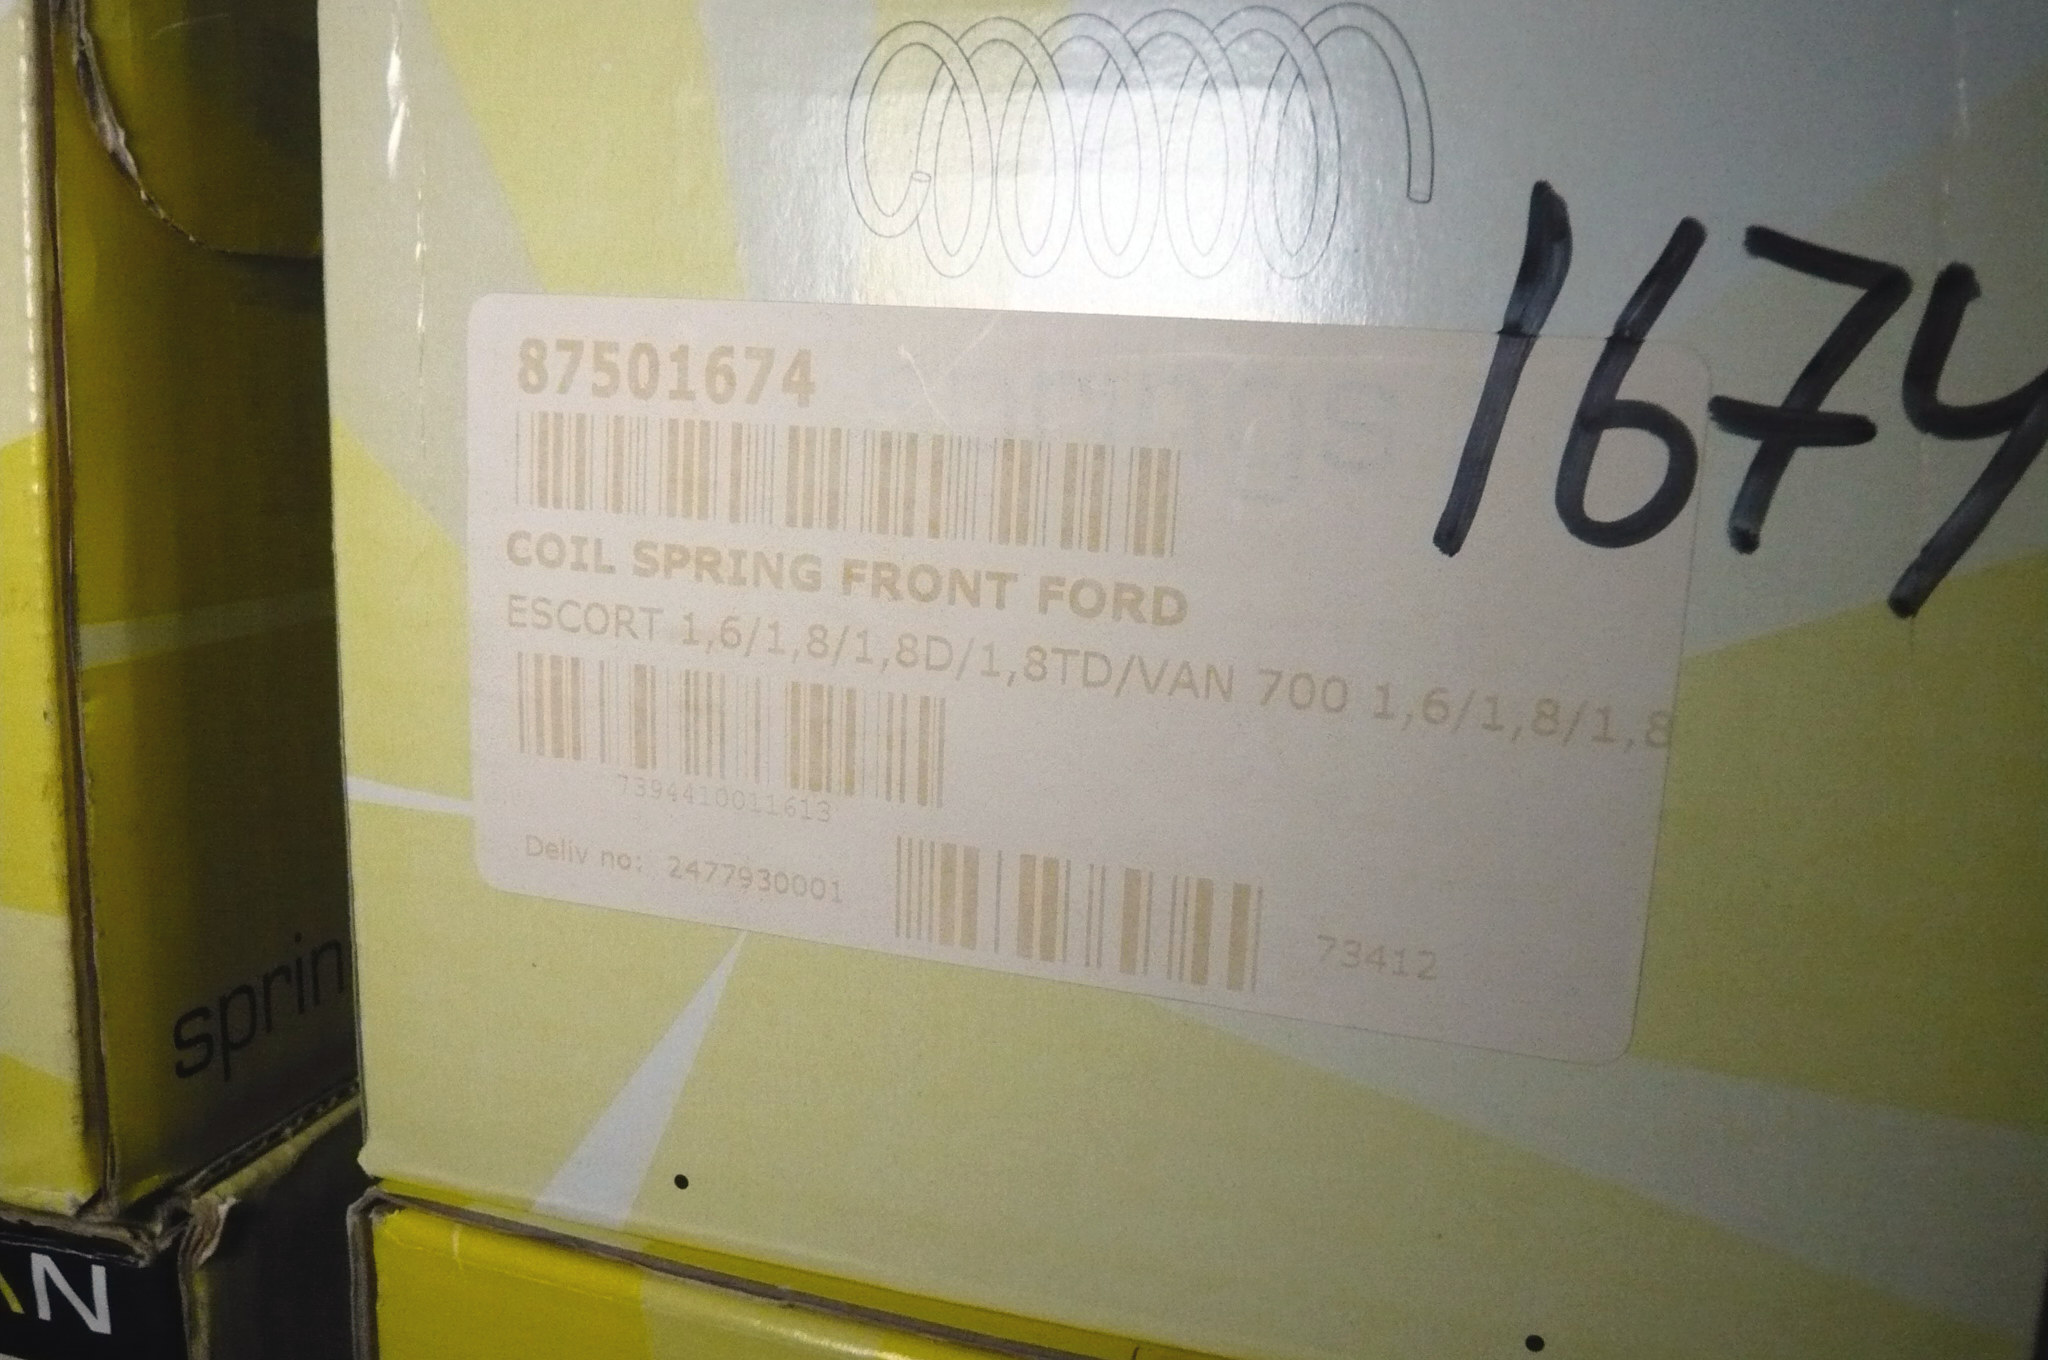 1674
87501674
COIL SPRING FRONT FORD
ESCORT 1,6/1,8/1,8D/1,8TD/VAN 700 1,6/1,8/1,8
7394410011613
Deliv no: 2477930001
73412
sprin
N